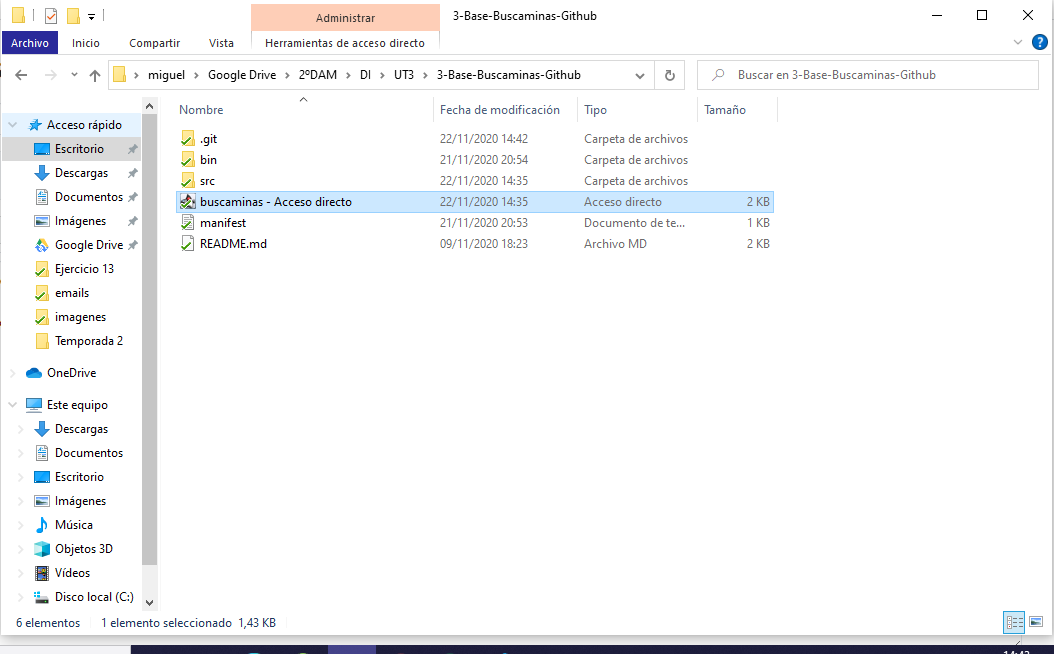 Administrar
3-Base-Buscaminas-Github
Archivo Inicio Compartir Vista Herramientas de acceso directo
miguel Google Drive 2ºDAM DI UT3 3-Base-Buscaminas-Github
Buscar en 3-Base-Buscaminas-Github
Nombre Fecha de modificación Tipo Tamaño
.git 22/11/2020 14:42 Carpeta de archivos
bin 21/11/2020 20:54 Carpeta de archivos
src 22/11/2020 14:35 Carpeta de archivos
buscaminas - Acceso directo 22/11/2020 14:35 Acceso directo 2 KB
manifest 21/11/2020 20:53 Documento de te... 1 KB
README.md 09/11/2020 18:23 Archivo MD 2 KB
Acceso rápido
Escritorio
Descargas
Documentos
Imágenes
Google Drive
Ejercicio 13
emails
imagenes
Temporada 2
OneDrive
Este equipo
Descargas
Documentos
Escritorio
Imágenes
Música
Objetos 3D
Vídeos
Disco local (C:)
6 elementos 1 elemento seleccionado 1,43 KB